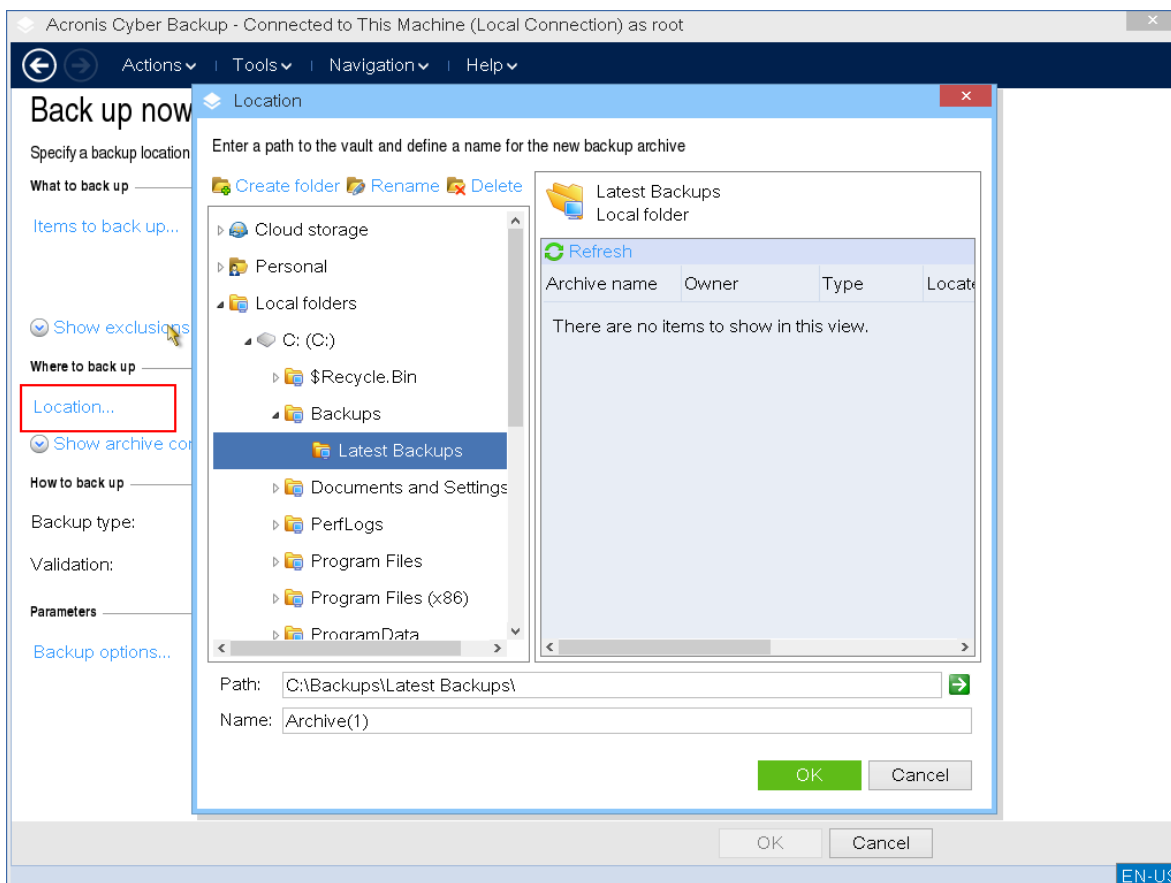 Acronis Cyber Backup - Connected to This Machine (Local Connection) as root
Actions Tools Navigation Help
Back up now
Specify a backup location
What to back up
Items to back up...
Show exclusions
Where to back up
Location...
Show archive
How to back up
Backup type:
Validation:
Parameters
Backup options...
Location
Enter a path to the vault and define a name for the new backup archive
Create folder Rename Delete
Cloud storage
Personal
Local folders
C: (C:)
$Recycle.Bin
Backups
Latest Backups
Documents and Settings
PerfLogs
Program Files
Program Files (x86)
ProgramData
Latest Backups
Local folder
Refresh
Archive name Owner Type
There are no items to show in this view.
Path: C:\Backups\Latest Backups\
Name: Archive(1)
OK Cancel
OK Cancel